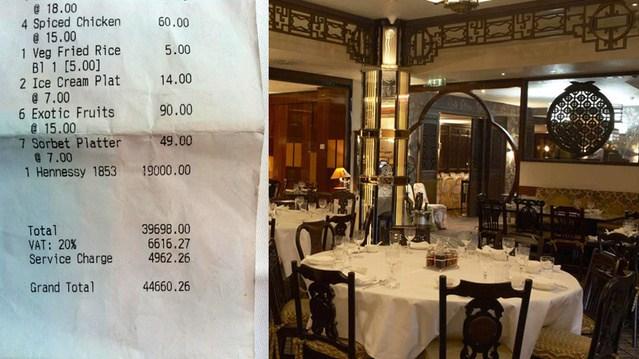 @ 18.00
4 Spiced Chicken 60.00
@ 15.00
1 Veg Fried Rice 5.00
Bl 1 [5.00]
2 Ice Cream Plat 14.00
@ 7.00
6 Exotic Fruits 90.00
@ 15.00
7 Sorbet Platter 49.00
@ 7.00
1 Hennessy 1853 19000.00
Total 39698.00
VAT: 20% 6616.27
Service Charge 4962.26
Grand Total 44660.26